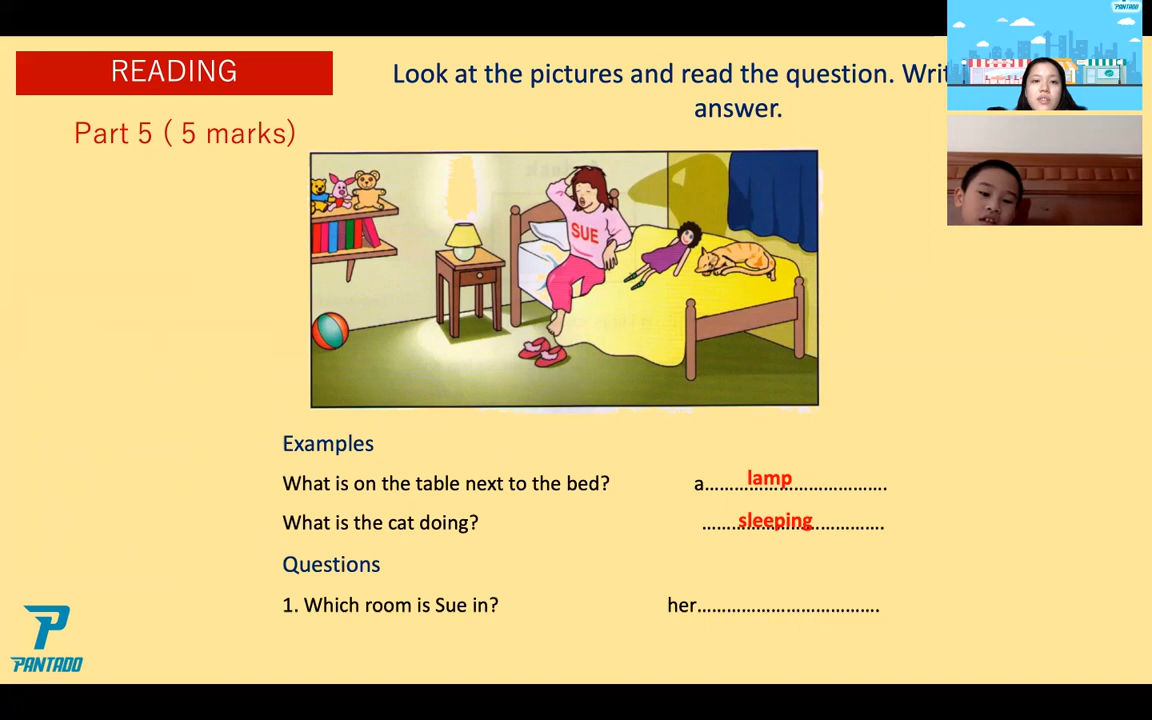 READING
Look at the pictures and read the question. Writ
answer.
Part 5 ( 5 marks)
SUE
Examples
What is on the table next to the bed? a……lamp……………….
What is the cat doing? ……sleeping……………….
Questions
1. Which room is Sue in? her……………………………….
PANTADO
PANTADO